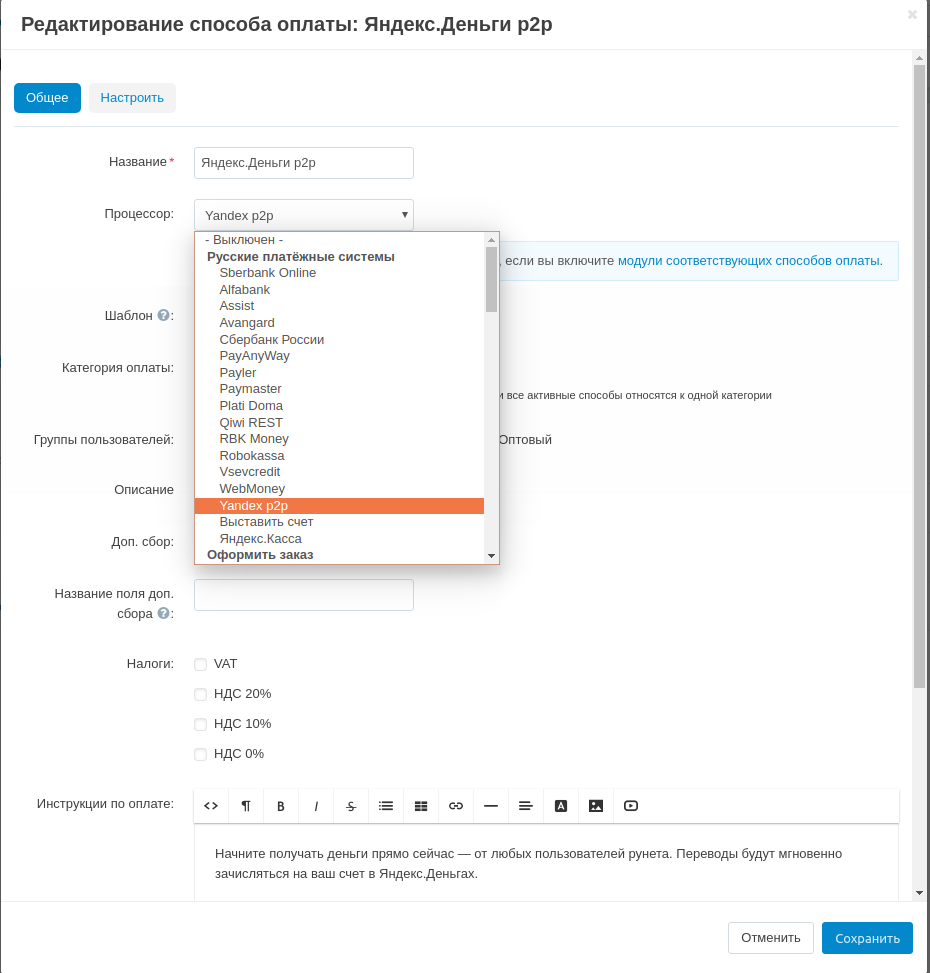 Редактирование способа оплаты: Яндекс.Деньги p2p
Общее
Настроить
Название*
Яндекс.Деньги p2p
Процессор:
Yandex p2p
- Выключен -
Русские платёжные системы
Sberbank Online
Alfabank
Assist
Avangard
Сбербанк России
PayAnyWay
Payler
Paymaster
Plati Doma
Qiwi REST
RBK Money
Robokassa
Vsevcredit
WebMoney
Yandex p2p
Выставить счет
Яндекс.Касса
Оформить заказ
, если вы включите модули соответствующих способов оплаты.
Шаблон ?:
Категория оплаты:
и все активные способы относятся к одной категории
Группы пользователей:
Оптовый
Описание
Доп. сбор:
Название поля доп.
сбора ?:
Налоги:
VAT
НДС 20%
НДС 10%
НДС 0%
Инструкции по оплате:
Начните получать деньги прямо сейчас — от любых пользователей рунета. Переводы будут мгновенно
зачисляться на ваш счет в Яндекс.Деньгах.
Отменить
Сохранить